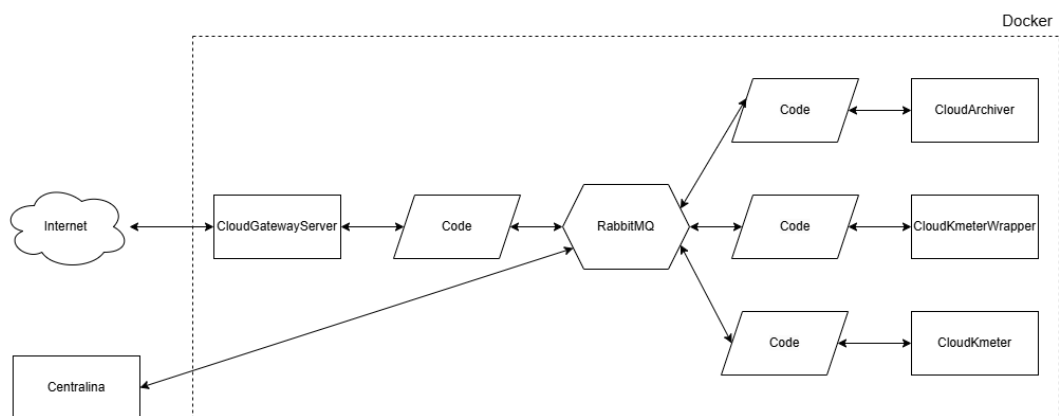 Docker
Code
CloudArchiver
Internet
CloudGatewayServer
Code
RabbitMQ
Code
CloudKmeterWrapper
Code
CloudKmeter
Centralina